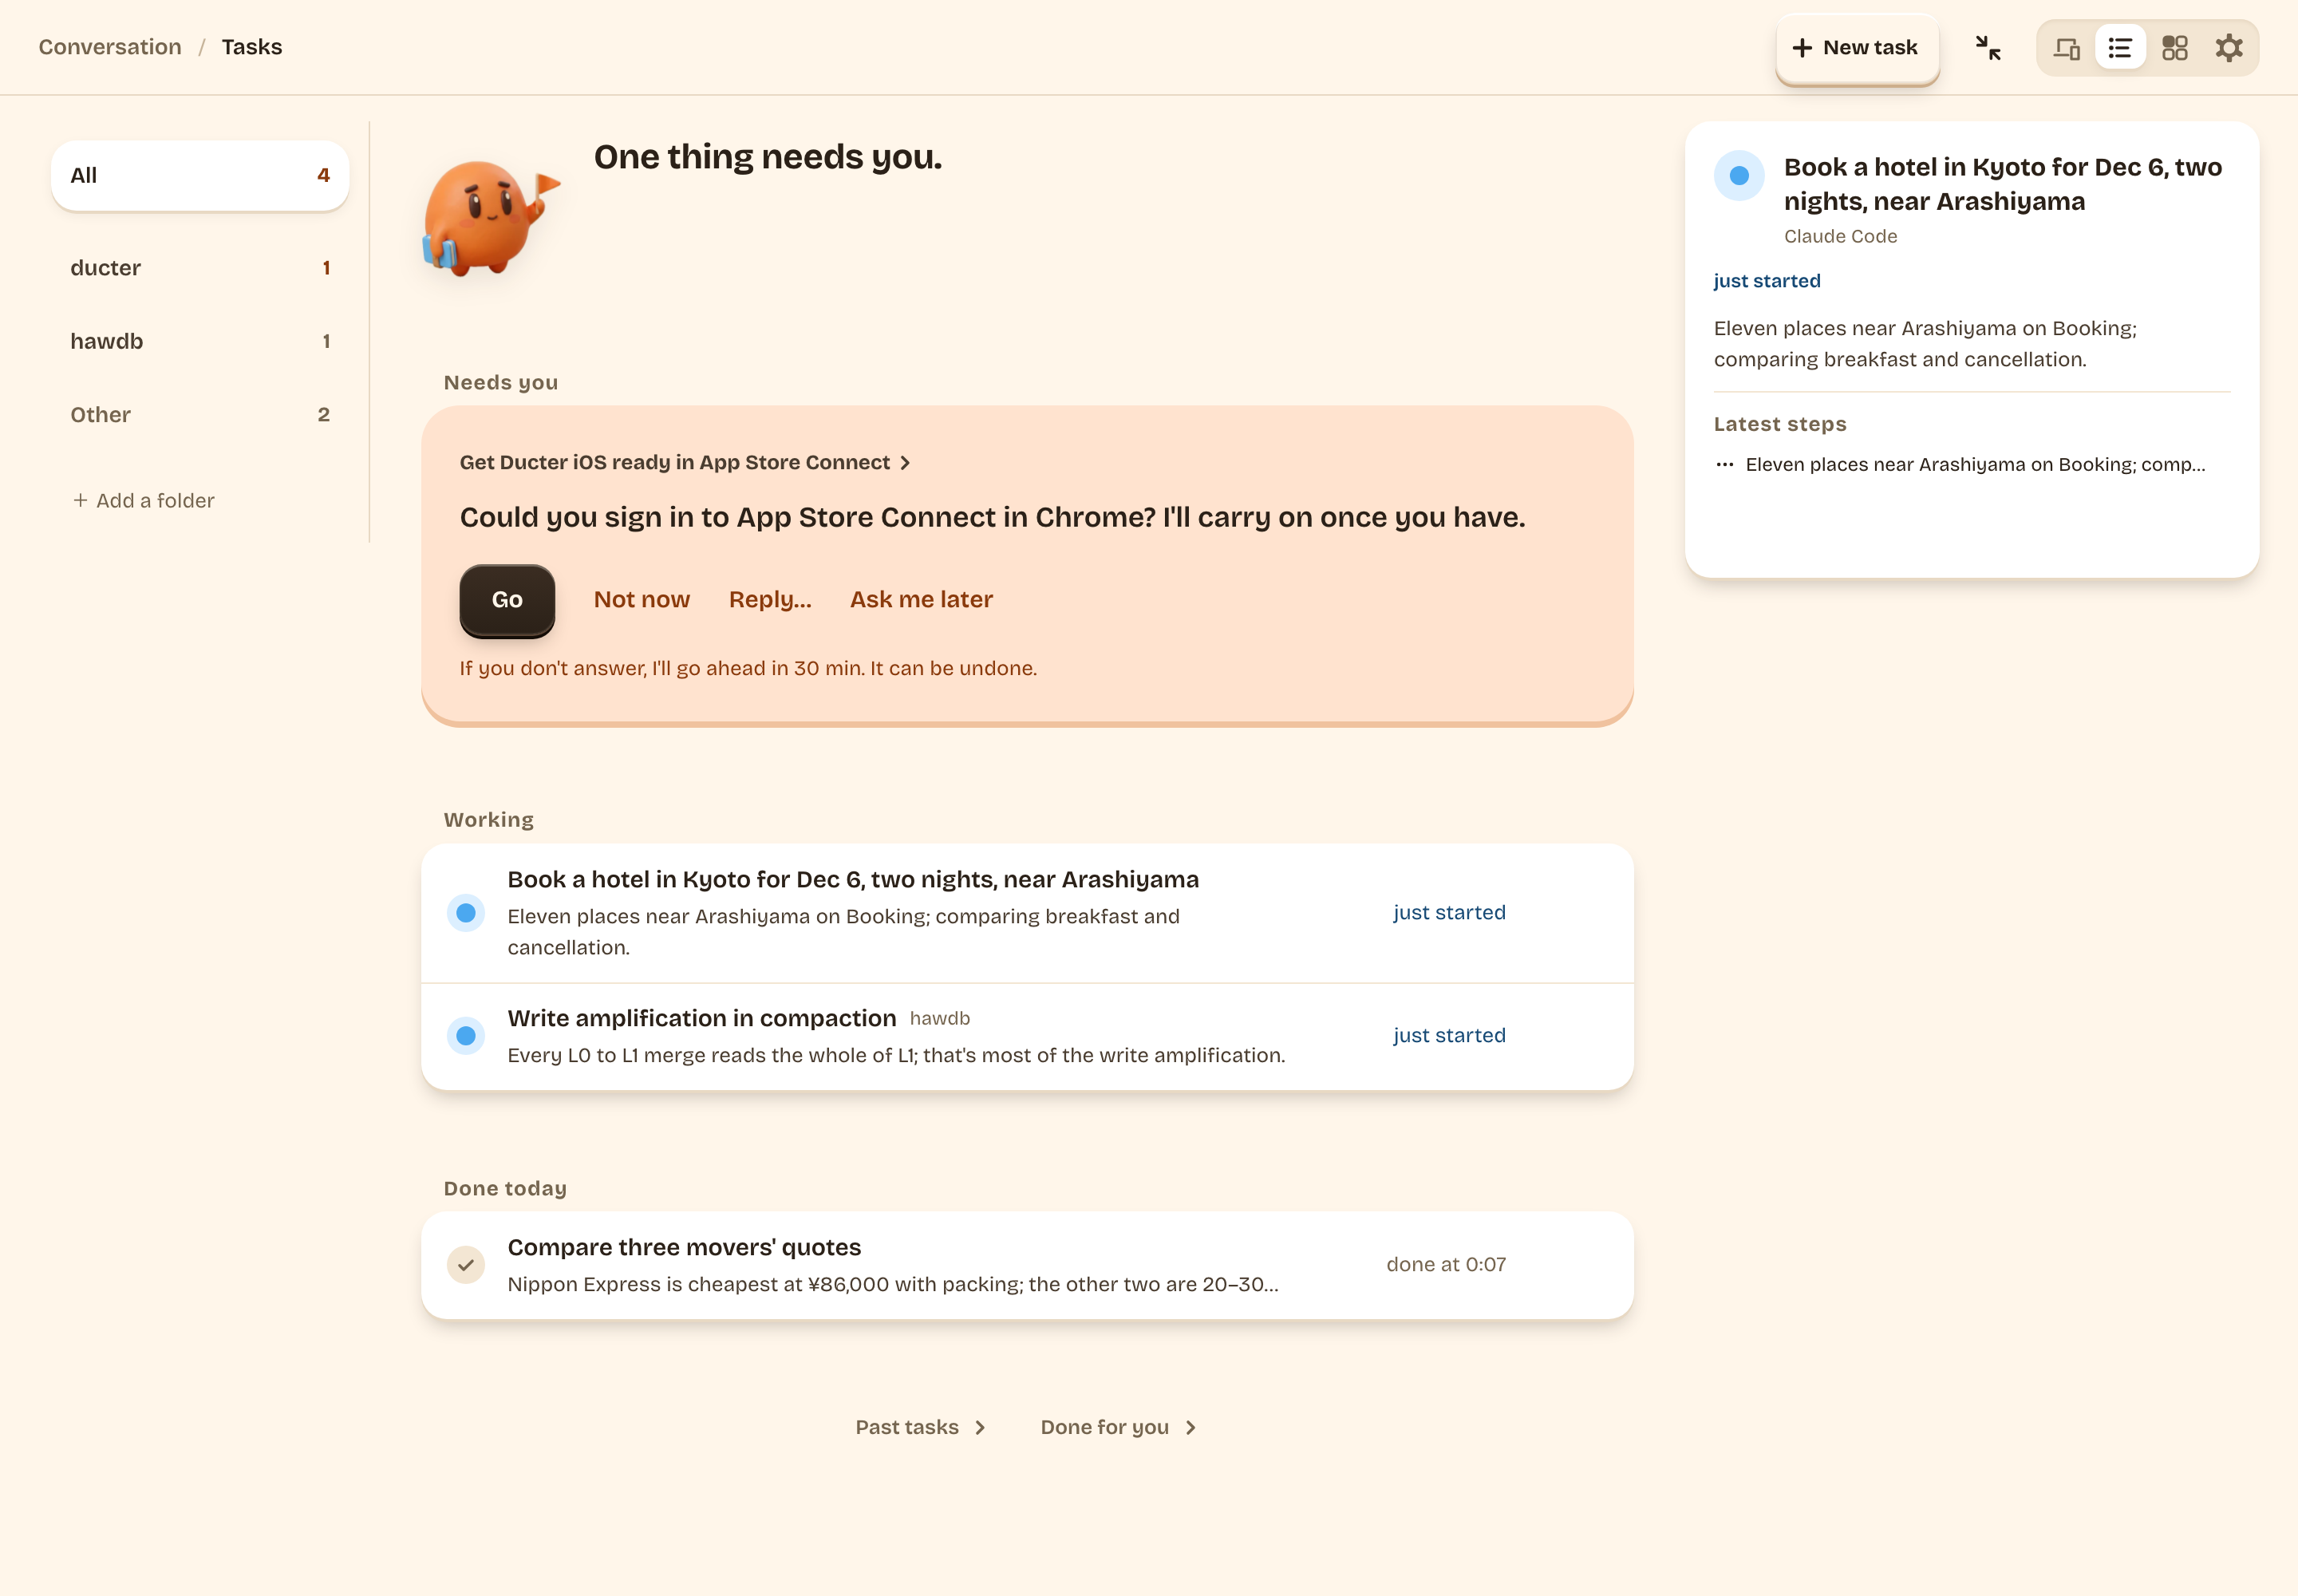 Conversation / Tasks
New task
All 4
ducter 1
hawdb 1
Other 2
+ Add a folder
One thing needs you.
Needs you
Get Ducter iOS ready in App Store Connect
Could you sign in to App Store Connect in Chrome? I'll carry on once you have.
Go Not now Reply... Ask me later
If you don't answer, I'll go ahead in 30 min. It can be undone.
Working
Book a hotel in Kyoto for Dec 6, two nights, near Arashiyama
Eleven places near Arashiyama on Booking; comparing breakfast and
cancellation.
just started
Write amplification in compaction hawdb
Every L0 to L1 merge reads the whole of L1; that's most of the write amplification.
just started
Done today
Compare three movers' quotes
Nippon Express is cheapest at ¥86,000 with packing; the other two are 20–30...
done at 0:07
Past tasks
Done for you
Book a hotel in Kyoto for Dec 6, two
nights, near Arashiyama
Claude Code
just started
Eleven places near Arashiyama on Booking;
comparing breakfast and cancellation.
Latest steps
Eleven places near Arashiyama on Booking; comp...